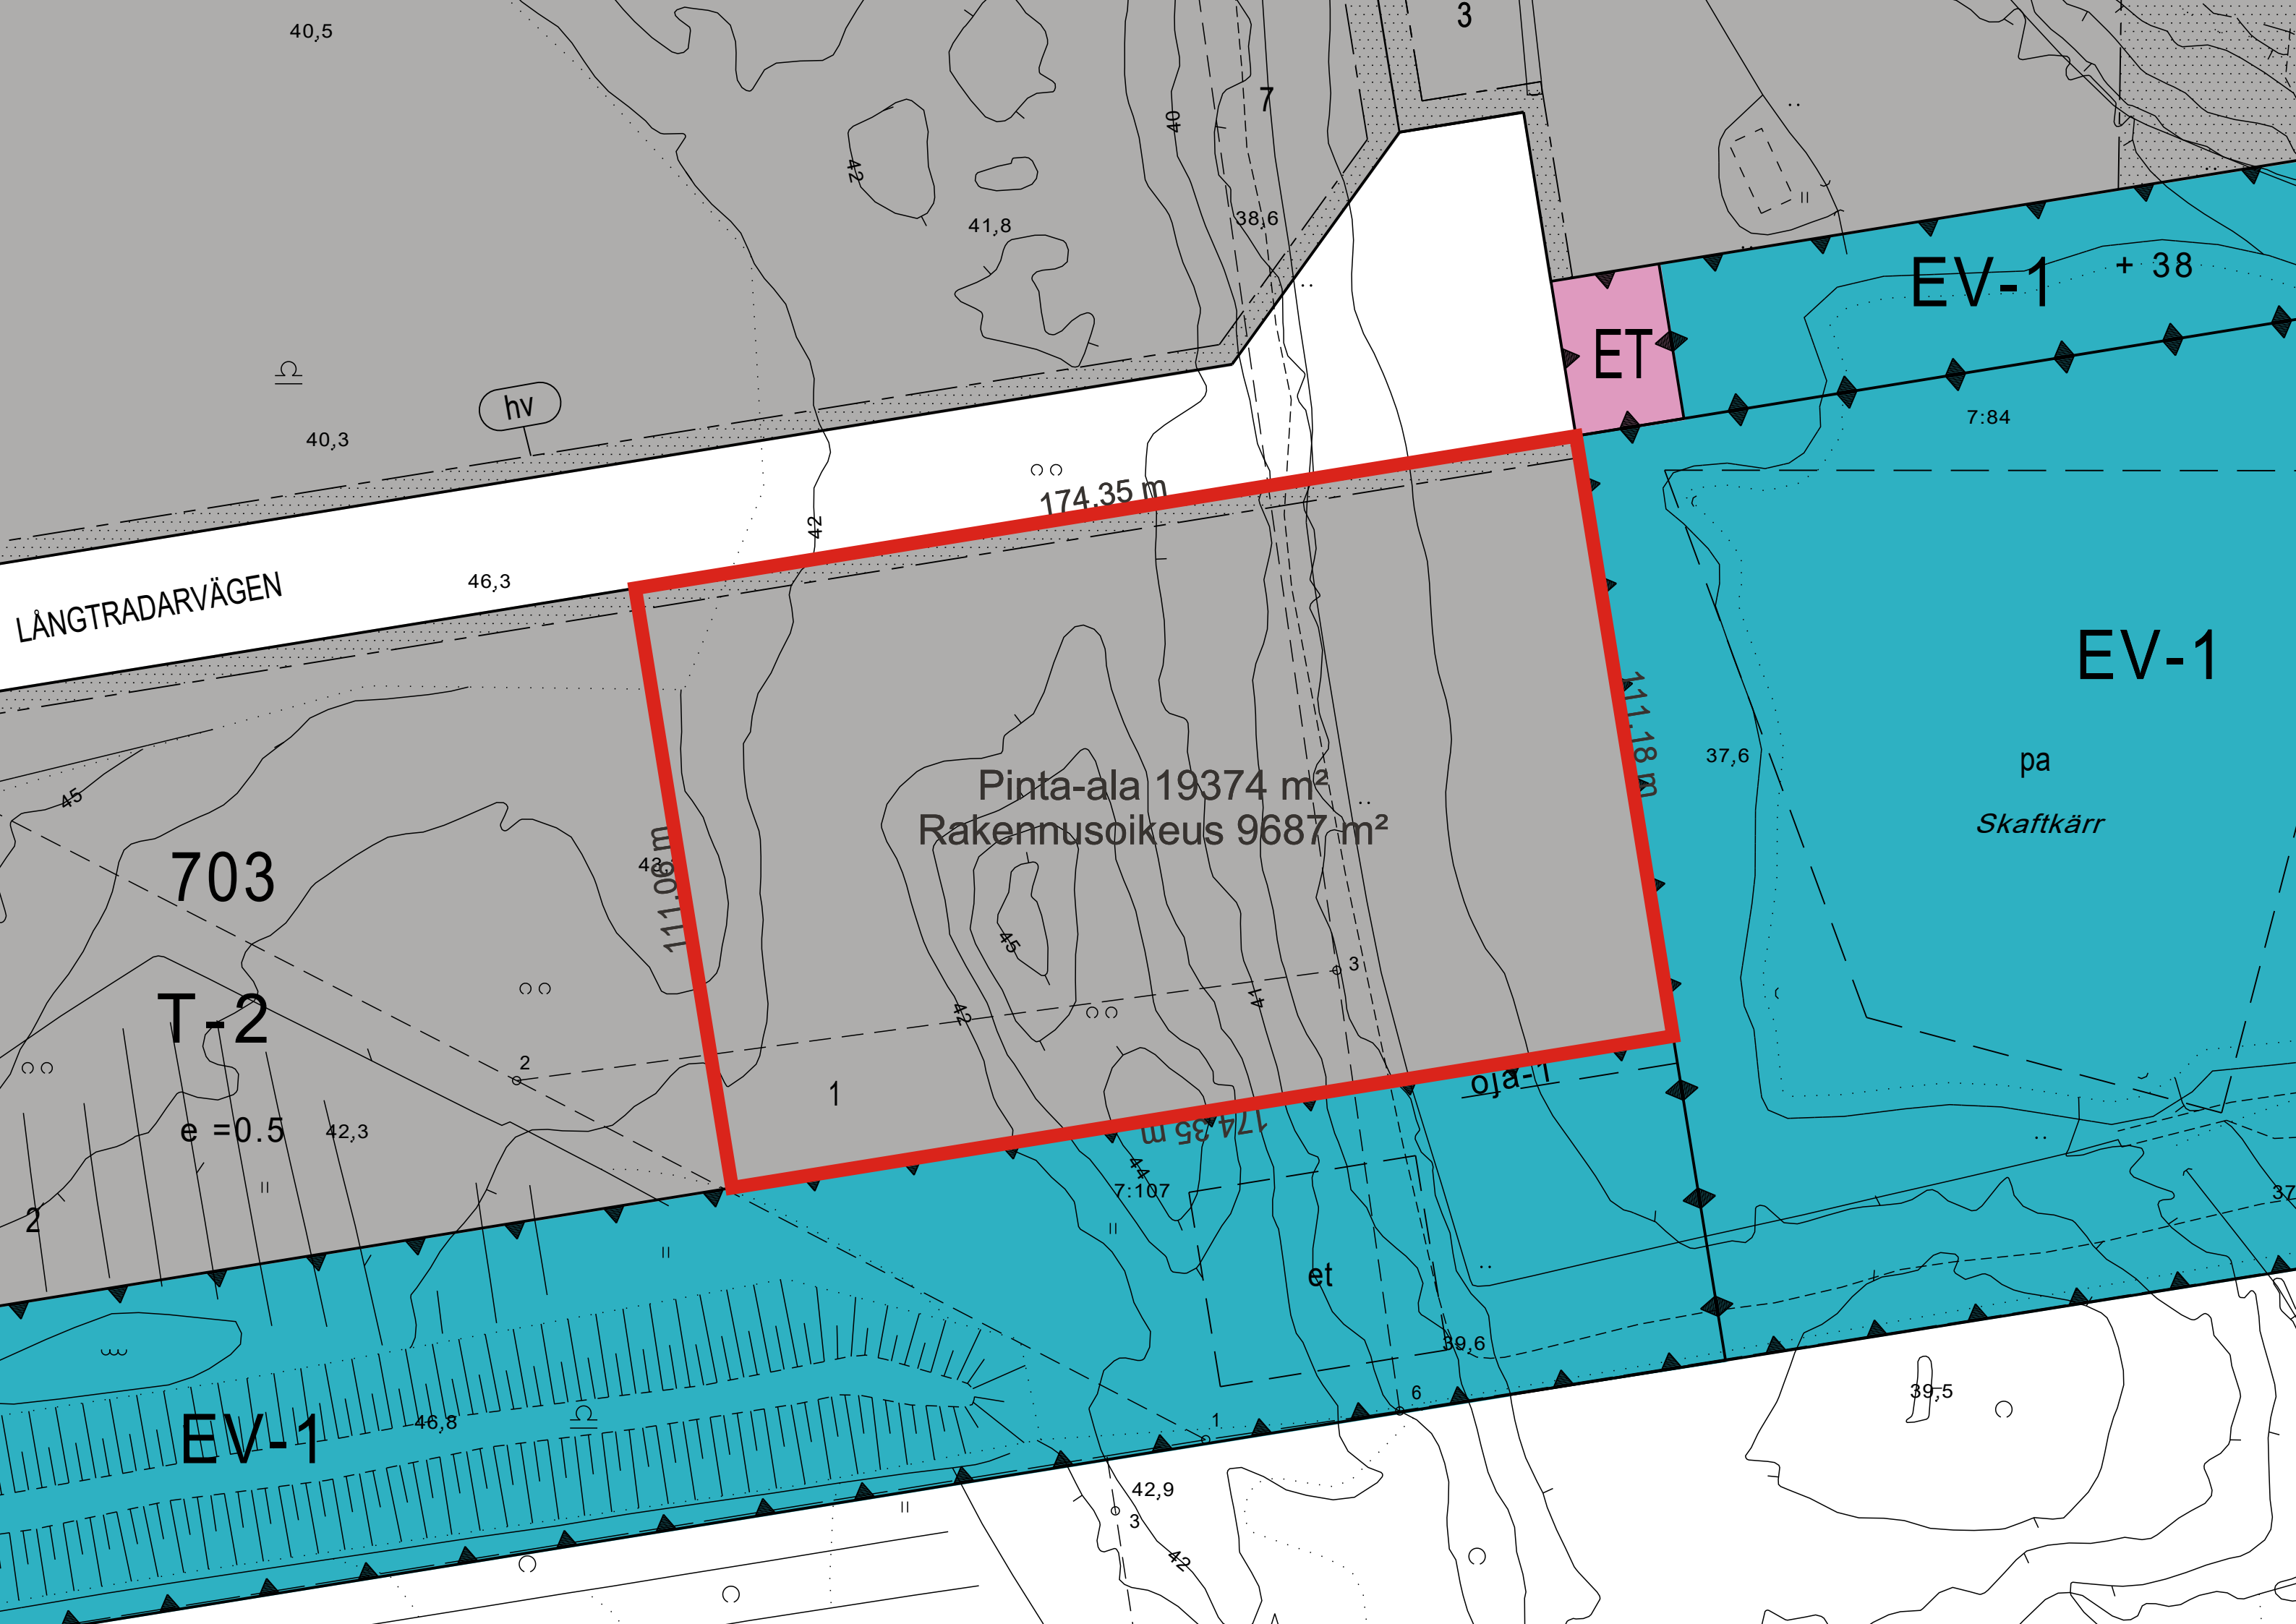 40,5
3
7
40
42
41,8
38,6
EV-1
+ 38
ET
hv
40,3
7:84
174.35 m
42
46,3
LÅNGTRADARVÄGEN
EV-1
111.18 m
37,6
pa
Skaftkärr
Pinta-ala 19374 m²
Rakennusoikeus 9687 m²
45
703
43
111.06 m
45
3
T-2
42
41
2
1
oja-1
e =0.5
42,3
174.35 m
44
7:107
2
37
et
39,6
39,5
6
1
EV-1
46,8
42,9
3
42